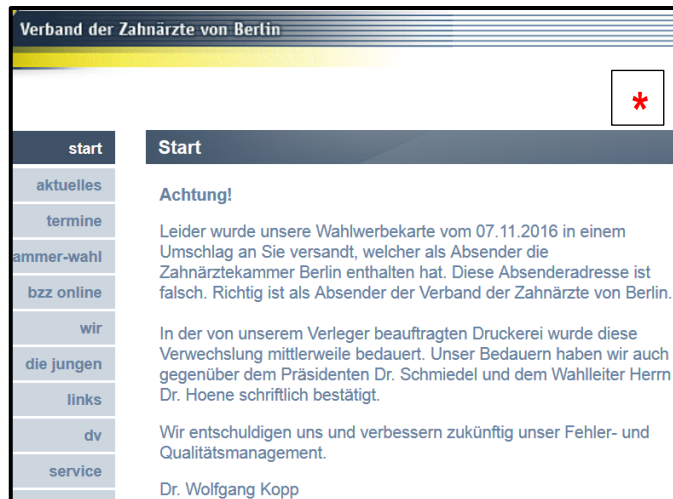 Verband der Zahnärzte von Berlin
*
start
Start
aktuelles
termine
ammer-wahl
bzz online
wir
die jungen
links
dv
service
Achtung!
Leider wurde unsere Wahlwerbekarte vom 07.11.2016 in einem
Umschlag an Sie versandt, welcher als Absender die
Zahnärztekammer Berlin enthalten hat. Diese Absenderadresse ist
falsch. Richtig ist als Absender der Verband der Zahnärzte von Berlin.
In der von unserem Verleger beauftragten Druckerei wurde diese
Verwechslung mittlerweile bedauert. Unser Bedauern haben wir auch
gegenüber dem Präsidenten Dr. Schmiedel und dem Wahlleiter Herrn
Dr. Hoene schriftlich bestätigt.
Wir entschuldigen uns und verbessern zukünftig unser Fehler- und
Qualitätsmanagement.
Dr. Wolfgang Kopp